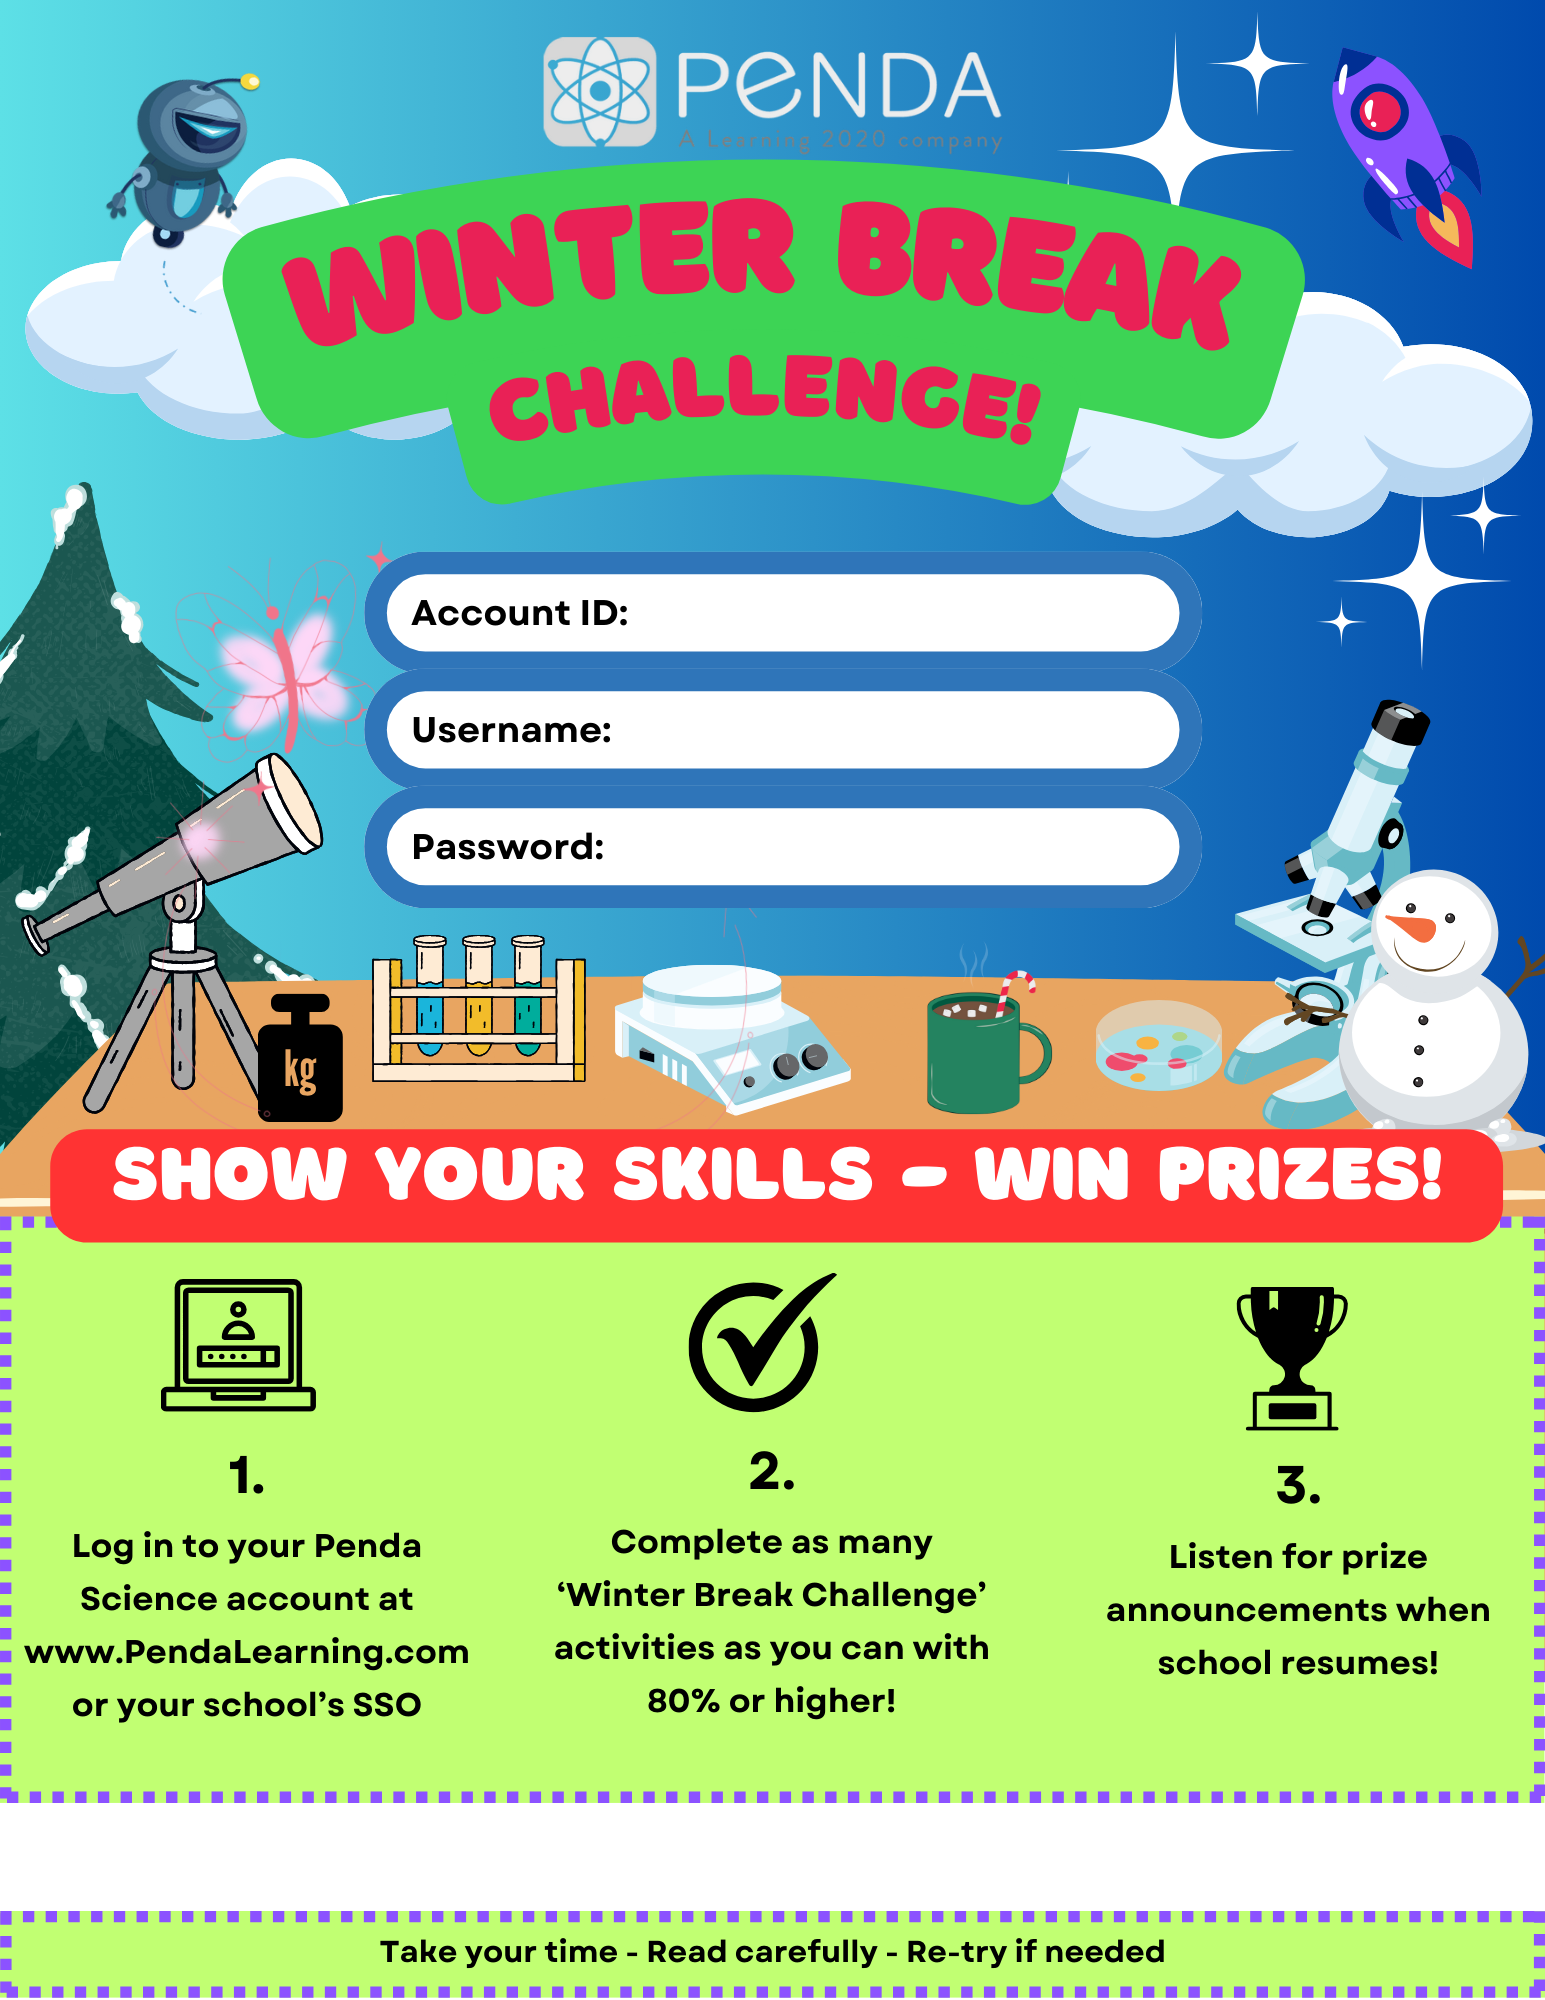 PeNDA
A Learning 2020 company
WINTER BREAK
CHALLENGE!
Account ID:
Username:
Password:
kg
SHOW YOUR SKILLS - WIN PRIZES!
1.
Log in to your Penda
Science account at
www.PendaLearning.com
or your school’s SSO
2.
Complete as many
‘Winter Break Challenge’
activities as you can with
80% or higher!
3.
Listen for prize
announcements when
school resumes!
Take your time - Read carefully - Re-try if needed